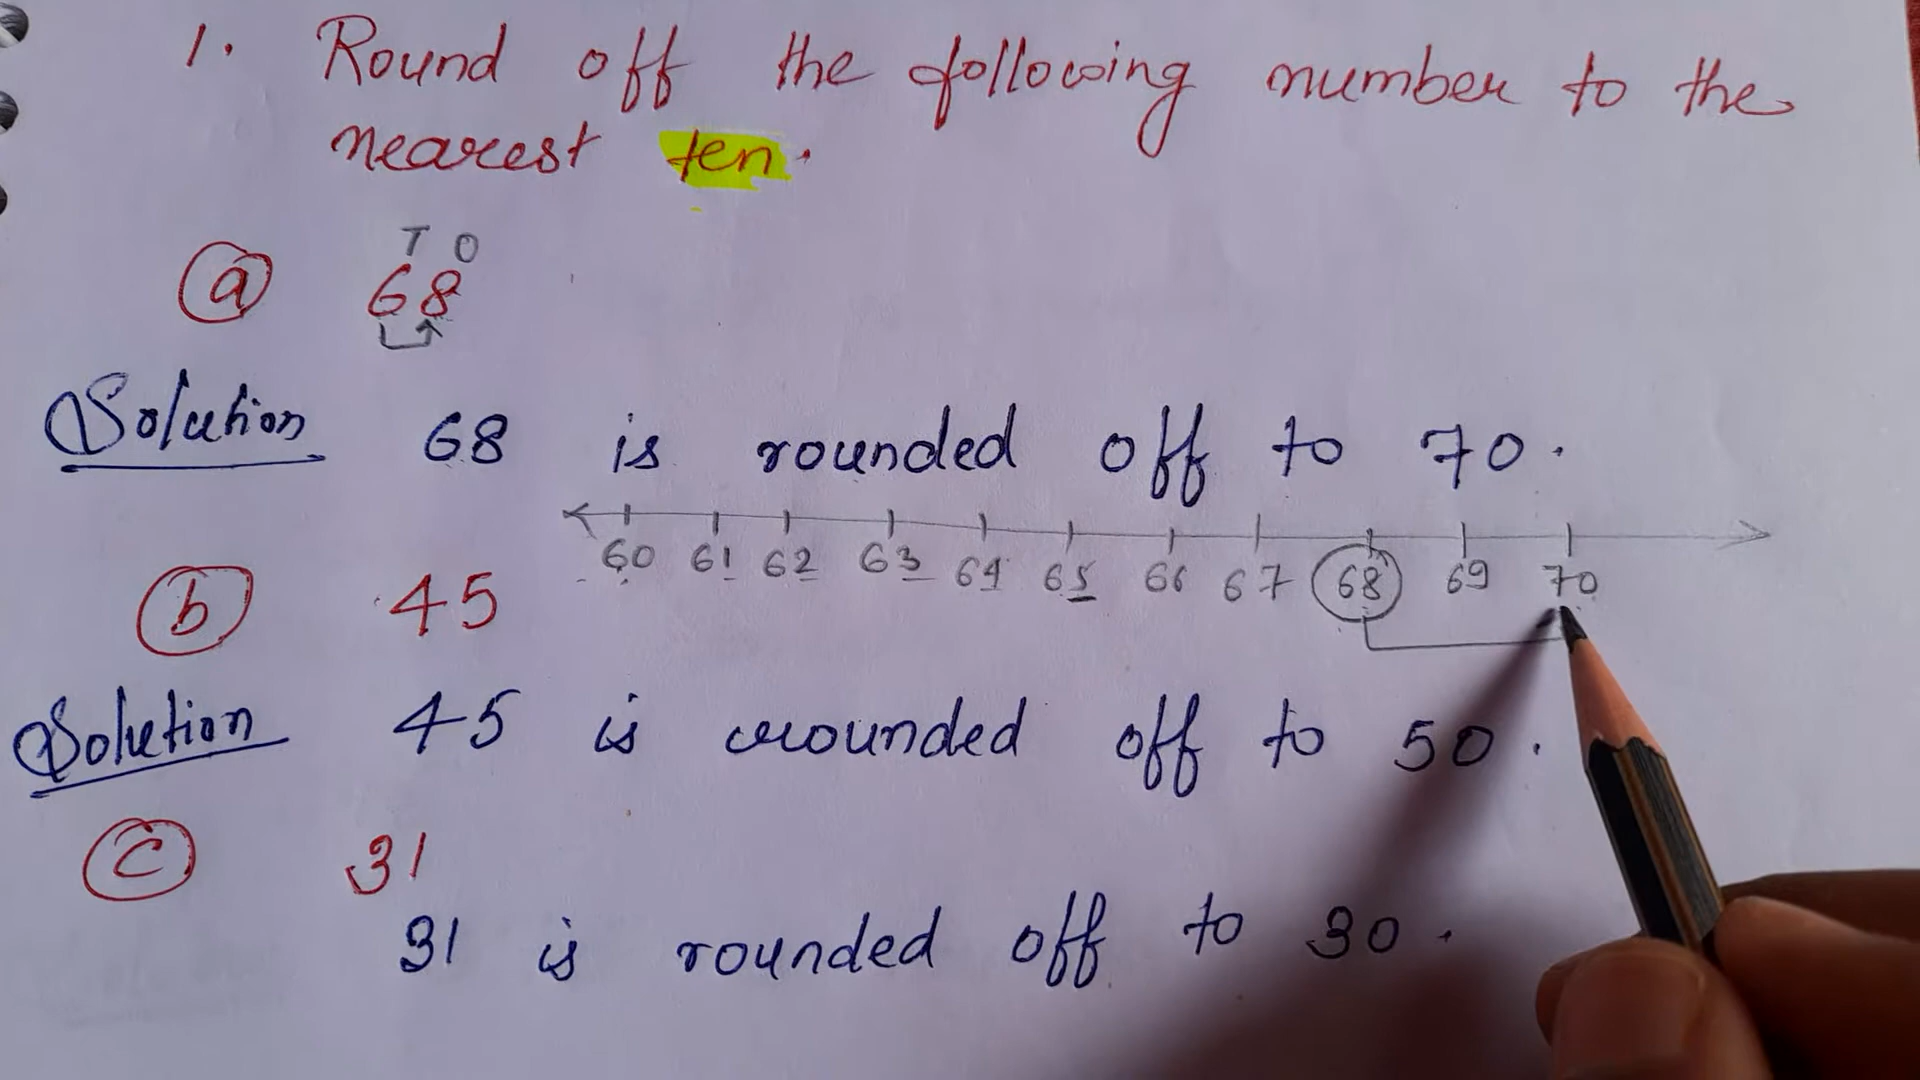 1. Round off the following number to the
nearest ten.
T O
ⓐ 68
Solution 68 is rounded off to 70.
60 61 62 63 64 65 66 67 68 69 70
ⓑ 45
Solution 45 is rounded off to 50.
ⓒ 31
31 is rounded off to 30.